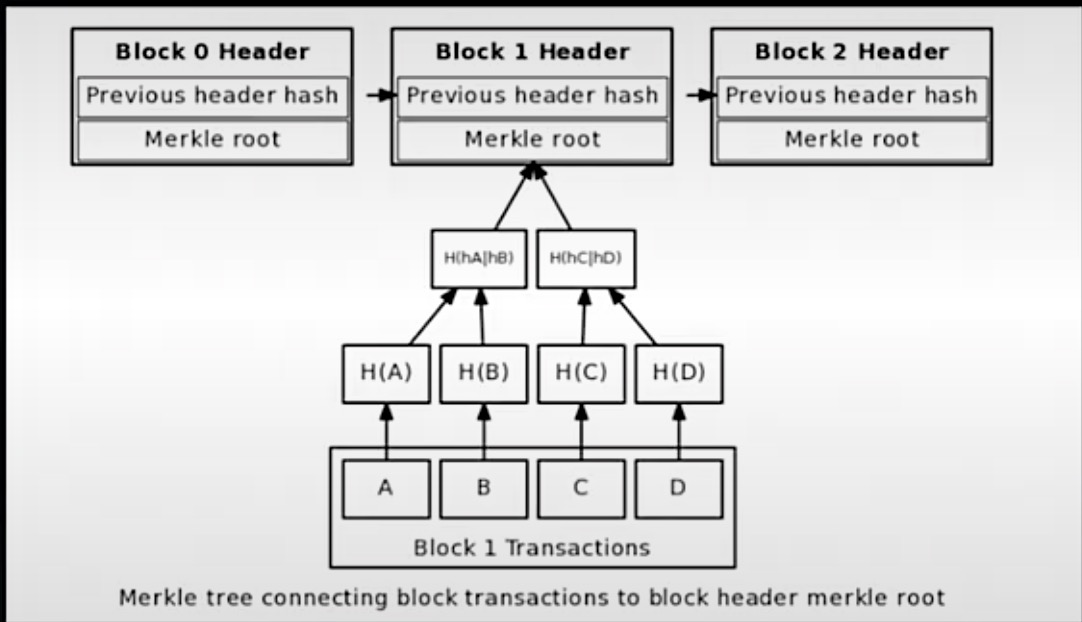 Block 0 Header
Previous header hash
Merkle root
Block 1 Header
Previous header hash
Merkle root
Block 2 Header
Previous header hash
Merkle root
H(hA|hB)
H(hC|hD)
H(A)
H(B)
H(C)
H(D)
A
B
C
D
Block 1 Transactions
Merkle tree connecting block transactions to block header merkle root